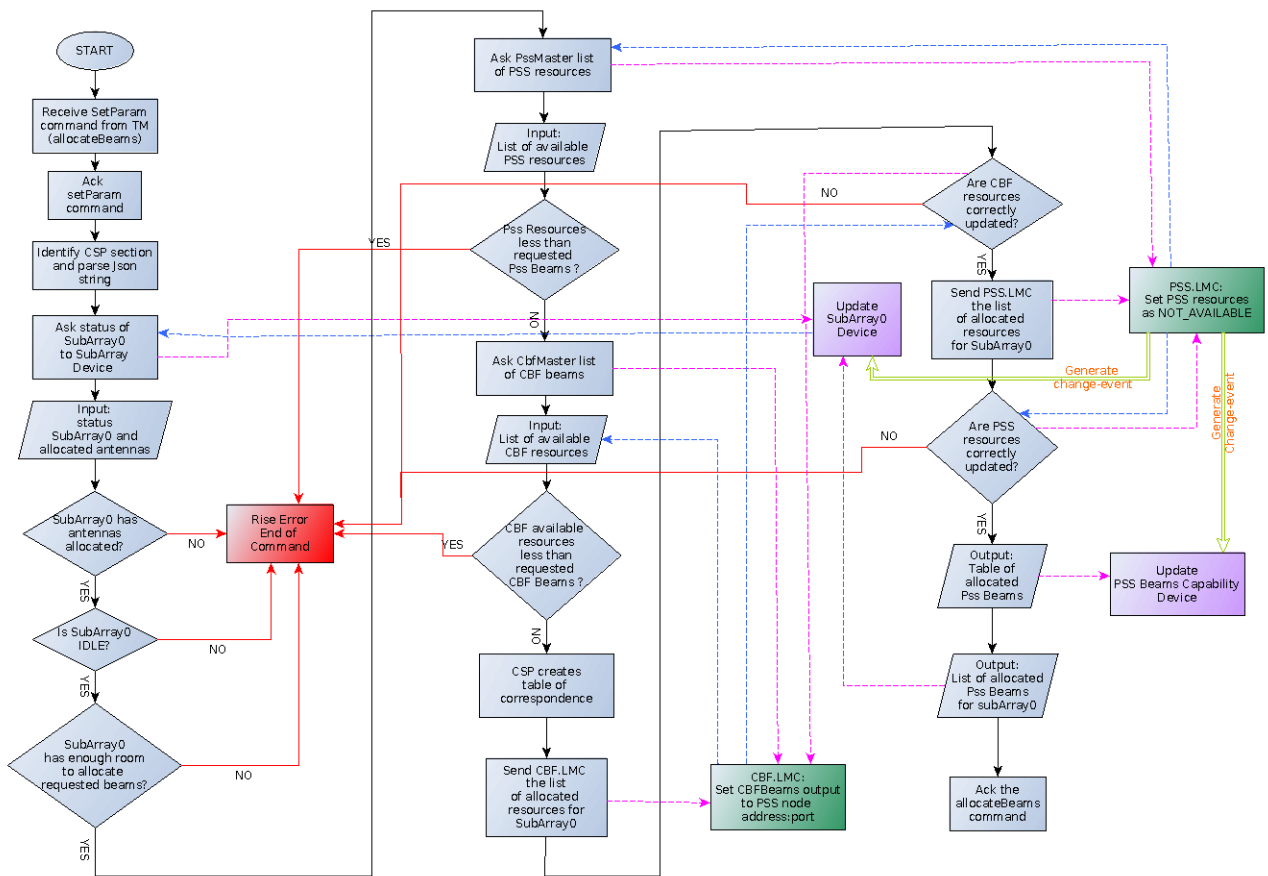 START
Receive SetParam
command from TM
(allocateBeams)
Ack
setParam
command
Identify CSP section
and parse Json
string
Ask status of
SubArray0
to SubArray
Device
Input:
status
SubArray0 and
allocated antennas
SubArray0 has
antennas
allocated?
NO
YES
Is SubArray0
IDLE?
NO
YES
SubArray0
has enough room
to allocate
requested beams?
NO
YES
Rise Error
End of
Command
Ask PssMaster list
of PSS resources
Input:
List of available
PSS resources
Pss Resources
less than
requested
Pss Beams ?
YES
NO
Ask CbfMaster list
of CBF beams
Input:
List of available
CBF resources
CBF available
resources
less than
requested
CBF Beams ?
YES
NO
CSP creates
table of
correspondence
Send CBF.LMC
the list
of allocated
resources for
SubArray0
CBF.LMC:
Set CBFBeams output
to PSS node
address:port
Are CBF
resources
correctly
updated?
NO
YES
Send PSS.LMC
the list
of allocated
resources
for SubArray0
Update
SubArray0
Device
PSS.LMC:
Set PSS resources
as NOT_AVAILABLE
Generate
change-event
Generate
Change-event
Are PSS
resources
correctly
updated?
NO
YES
Output:
Table of
allocated
Pss Beams
Update
PSS Beams Capability
Device
Output:
List of allocated
Pss Beams
for subArray0
Ack the
allocateBeams
command